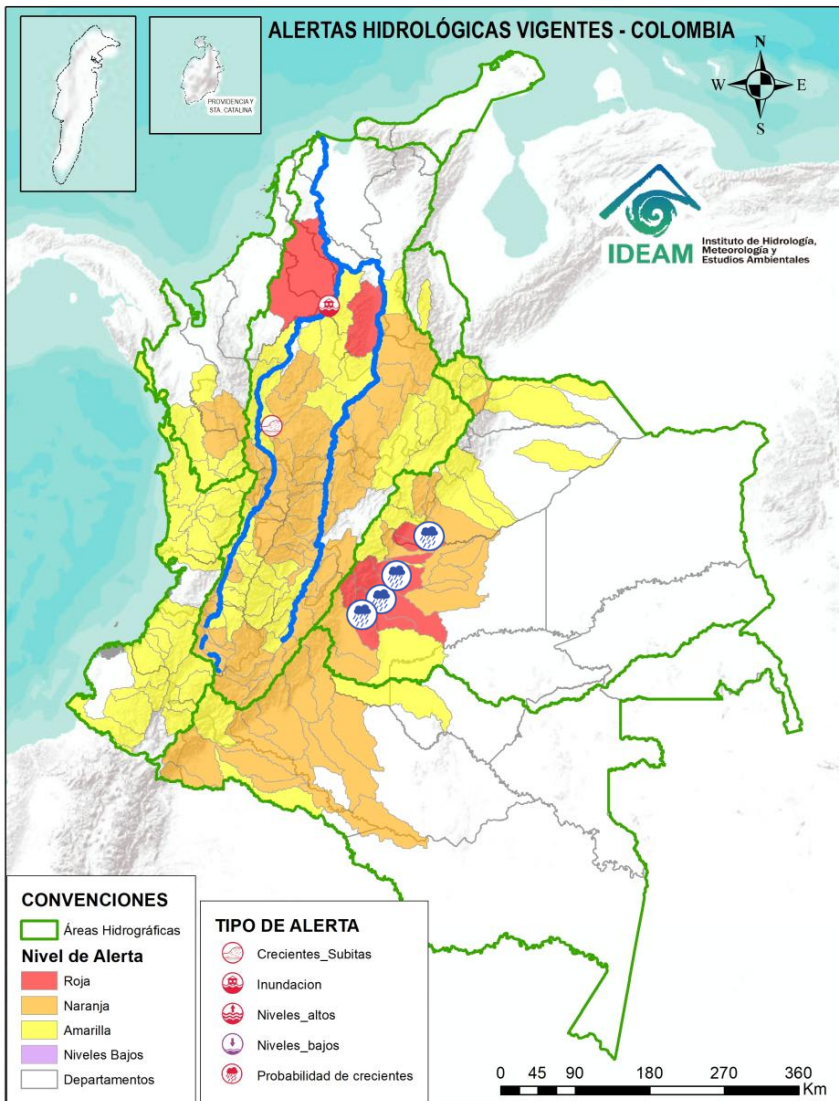 ALERTAS HIDROLÓGICAS VIGENTES - COLOMBIA
PROVIDENCIA Y
STA. CATALINA
N
W
E
S
IDEAM
Instituto de Hidrología,
Meteorología y
Estudios Ambientales
CONVENCIONES
Áreas Hidrográficas
Nivel de Alerta
Roja
Naranja
Amarilla
Niveles Bajos
Departamentos
TIPO DE ALERTA
Crecientes_Subitas
Inundacion
Niveles_altos
Niveles_bajos
Probabilidad de crecientes
0 45 90 180 270 360
Km